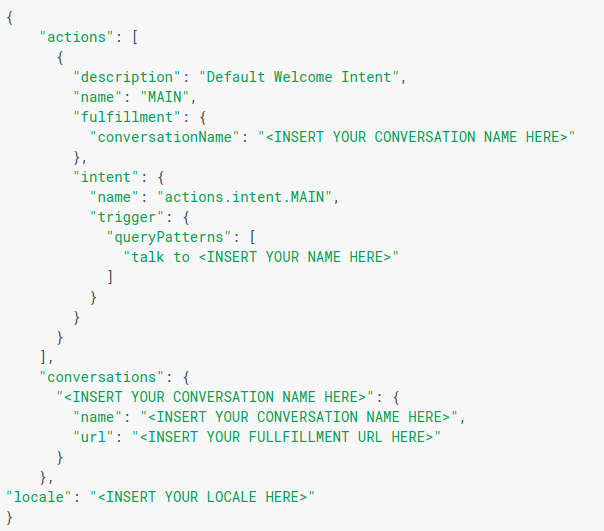 {
    "actions": [
      {
        "description": "Default Welcome Intent",
        "name": "MAIN",
        "fulfillment": {
          "conversationName": "<INSERT YOUR CONVERSATION NAME HERE>"
        },
        "intent": {
          "name": "actions.intent.MAIN",
          "trigger": {
            "queryPatterns": [
              "talk to <INSERT YOUR NAME HERE>"
            ]
          }
        }
      }
    ],
    "conversations": {
      "<INSERT YOUR CONVERSATION NAME HERE>": {
        "name": "<INSERT YOUR CONVERSATION NAME HERE>",
        "url": "<INSERT YOUR FULLFILLMENT URL HERE>"
      }
    },
"locale": "<INSERT YOUR LOCALE HERE>"
}